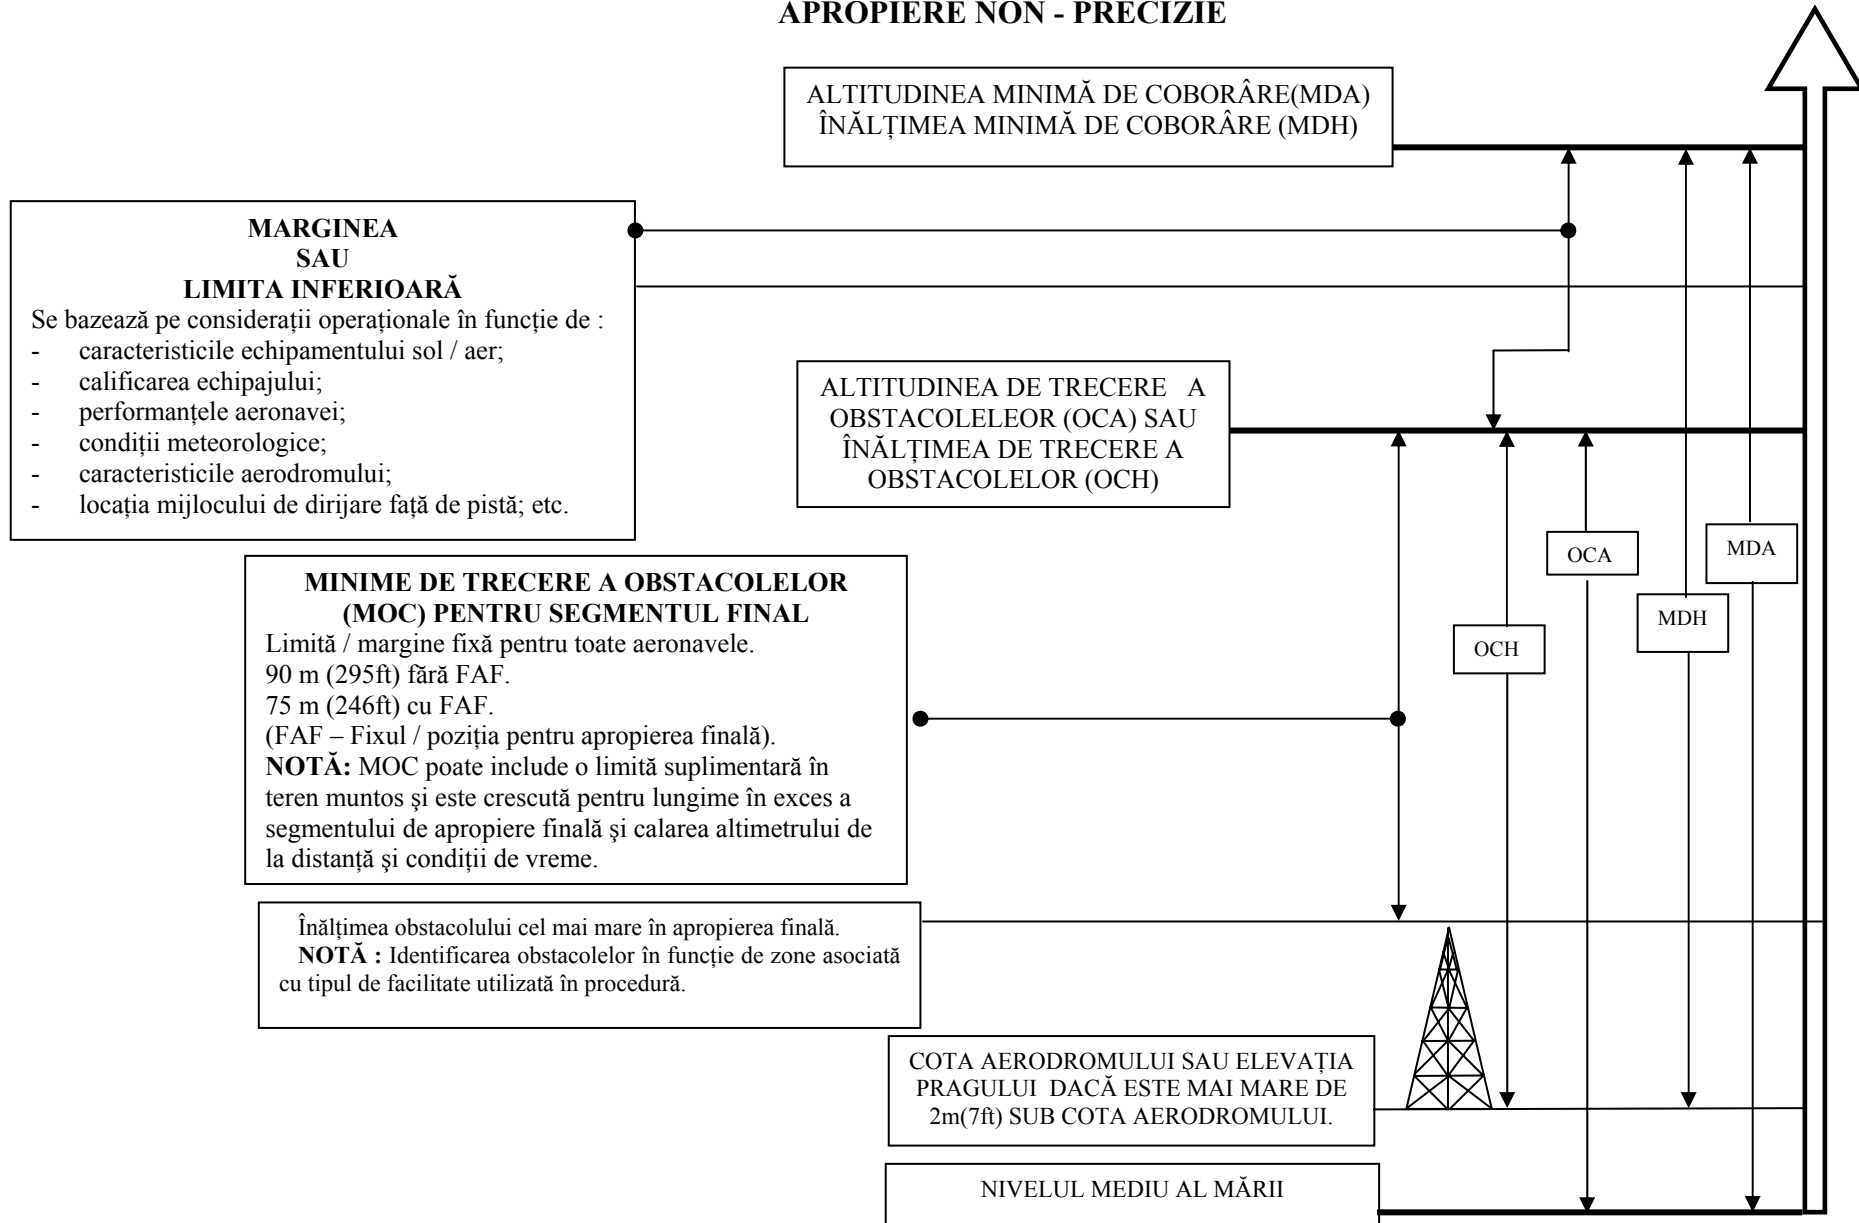 APROPIERE NON - PRECIZIE
ALTITUDINEA MINIMĂ DE COBORÂRE(MDA)
ÎNĂLȚIMEA MINIMĂ DE COBORÂRE (MDH)
MARGINEA
SAU
LIMITA INFERIOARĂ
Se bazează pe considerații operaționale în funcție de :
- caracteristicile echipamentului sol / aer;
- calificarea echipajului;
- performanțele aeronavei;
- condiții meteorologice;
- caracteristicile aerodromului;
- locația mijlocului de dirijare față de pistă; etc.
ALTITUDINEA DE TRECERE A
OBSTACOLELEOR (OCA) SAU
ÎNĂLȚIMEA DE TRECERE A
OBSTACOLELOR (OCH)
OCA
MDA
MDH
OCH
MINIME DE TRECERE A OBSTACOLELOR
(MOC) PENTRU SEGMENTUL FINAL
Limită / margine fixă pentru toate aeronavele.
90 m (295ft) fără FAF.
75 m (246ft) cu FAF.
(FAF – Fixul / poziția pentru apropierea finală).
NOTĂ: MOC poate include o limită suplimentară în
teren muntos şi este crescută pentru lungime în exces a
segmentului de apropiere finală şi calarea altimetrului de
la distanță şi condiții de vreme.
Înălțimea obstacolului cel mai mare în apropierea finală.
NOTĂ : Identificarea obstacolelor în funcție de zone asociată
cu tipul de facilitate utilizată în procedură.
COTA AERODROMULUI SAU ELEVAȚIA
PRAGULUI DACĂ ESTE MAI MARE DE
2m(7ft) SUB COTA AERODROMULUI.
NIVELUL MEDIU AL MĂRII